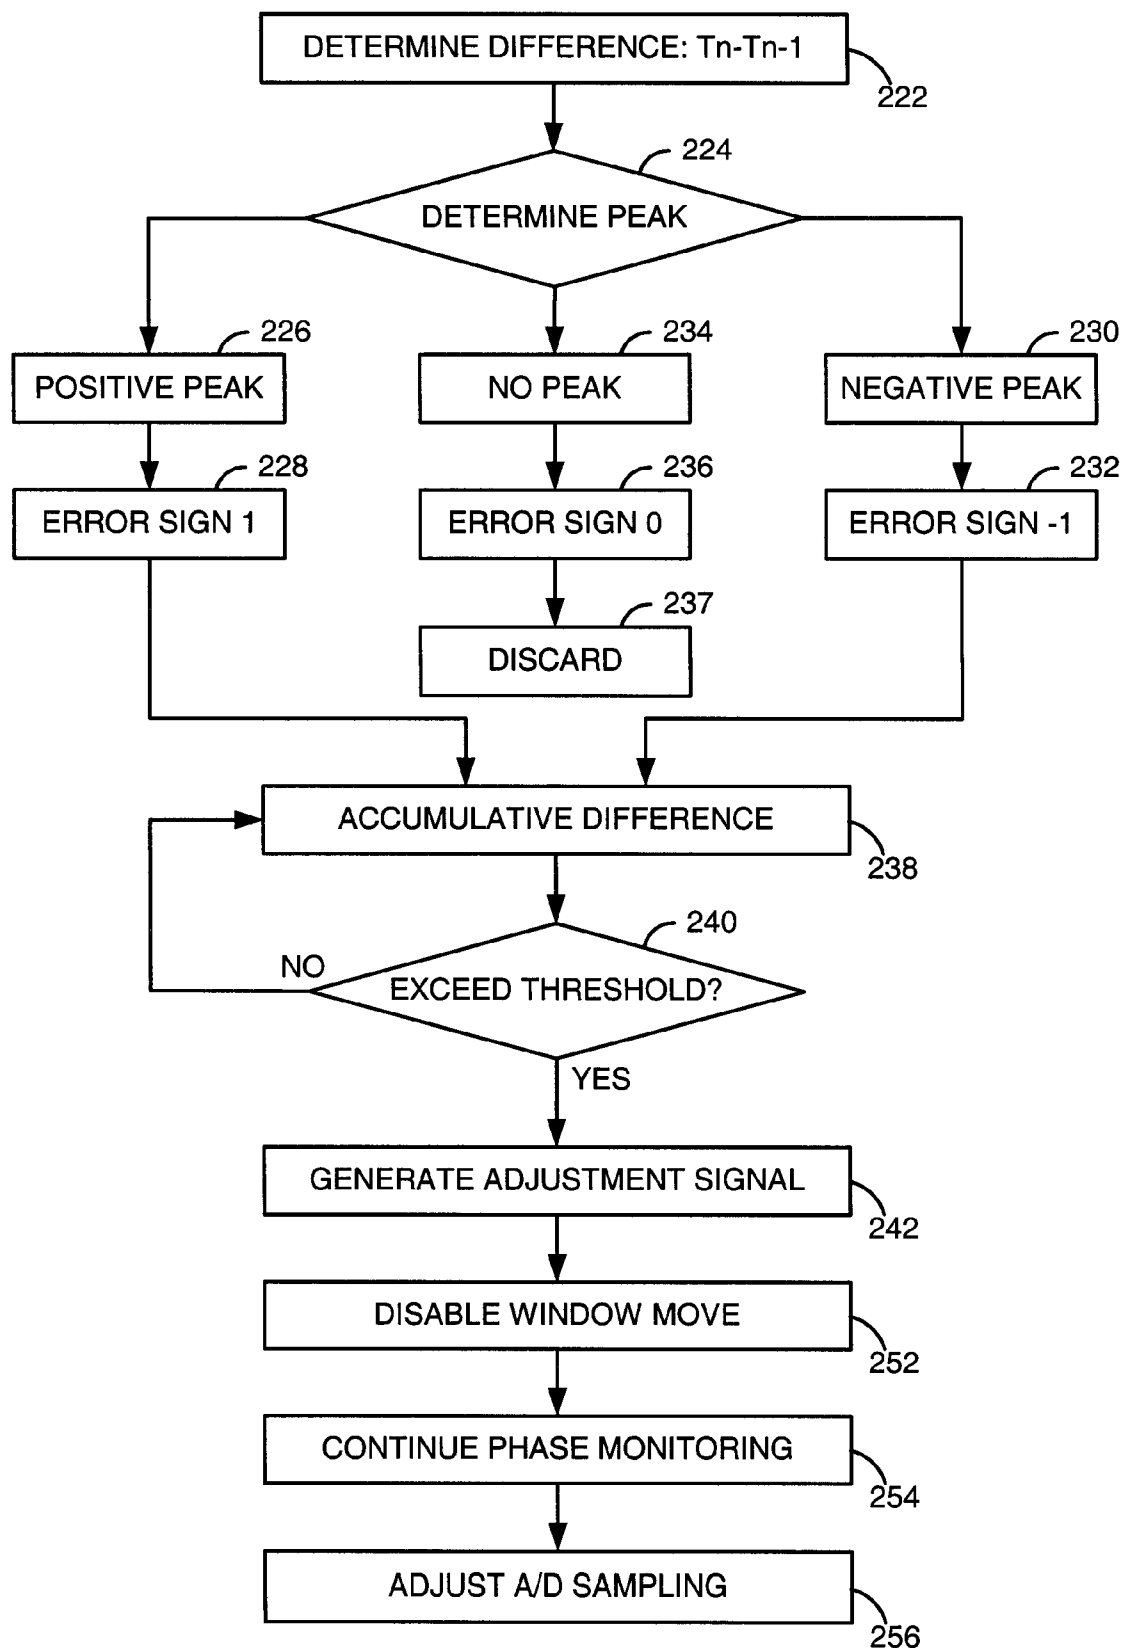 DETERMINE DIFFERENCE: Tn-Tn-1
222
224
DETERMINE PEAK
226
234
230
POSITIVE PEAK
NO PEAK
NEGATIVE PEAK
228
236
232
ERROR SIGN 1
ERROR SIGN 0
ERROR SIGN -1
237
DISCARD
ACCUMULATIVE DIFFERENCE
238
240
NO
EXCEED THRESHOLD?
YES
GENERATE ADJUSTMENT SIGNAL
242
DISABLE WINDOW MOVE
252
CONTINUE PHASE MONITORING
254
ADJUST A/D SAMPLING
256